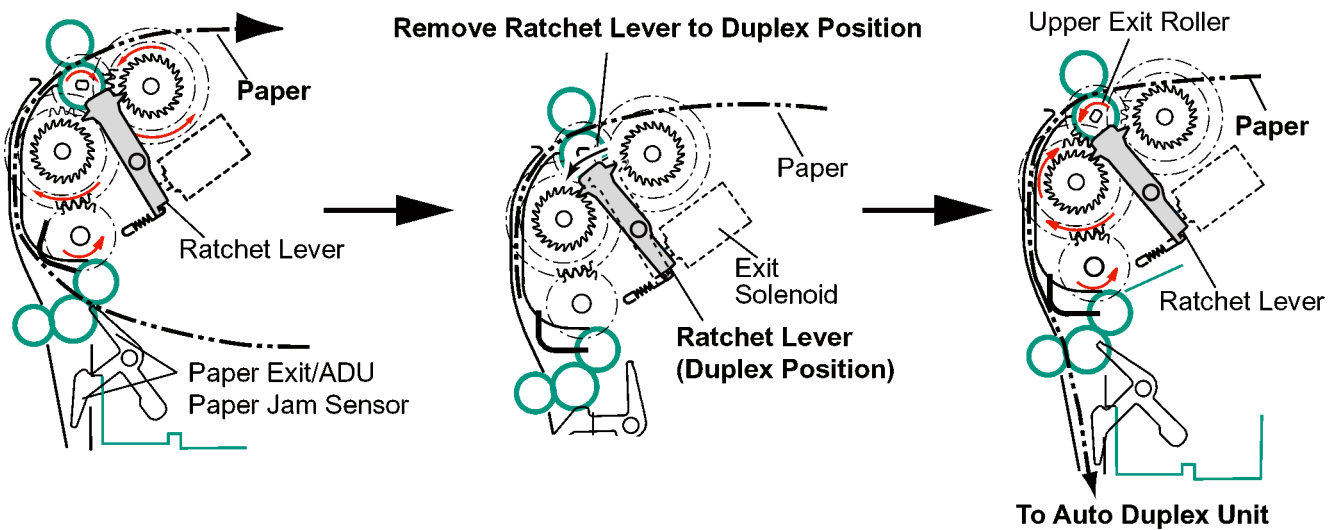 Paper
Ratchet Lever
Paper Exit/ADU
Paper Jam Sensor
Remove Ratchet Lever to Duplex Position
Paper
Exit
Solenoid
Ratchet Lever
(Duplex Position)
Upper Exit Roller
Paper
Ratchet Lever
To Auto Duplex Unit